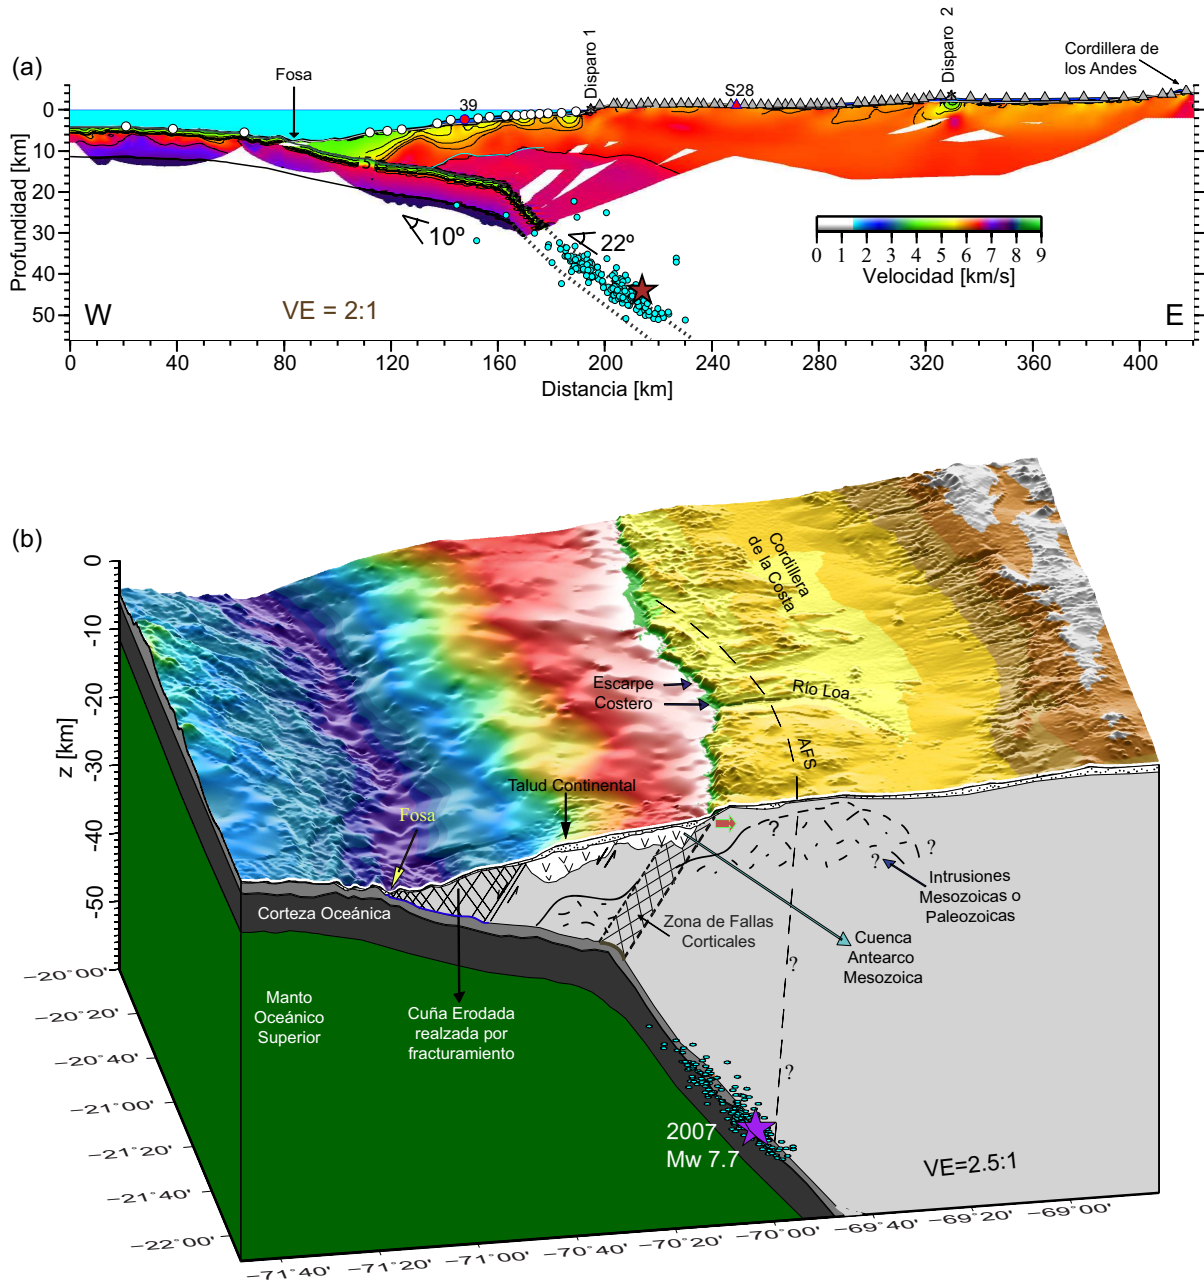 (a)
Fosa
39
Disparo 1
S28
Disparo 2
Cordillera de
los Andes
0
10
20
30
40
50
Profundidad [km]
5
10º
22º
0 1 2 3 4 5 6 7 8 9
Velocidad [km/s]
W
VE = 2:1
E
0 40 80 120 160 200 240 280 320 360 400
Distancia [km]
(b)
0
-10
-20
-30
-40
-50
z [km]
Cordillera
de la Costa
Escarpe
Costero
Río Loa
AFS
Talud Continental
Fosa
?
?
?
Intrusiones
Mesozoicas o
Paleozoicas
Corteza Oceánica
Zona de Fallas
Corticales
Cuenca
Antearco
Mesozoica
?
Manto
Oceánico
Superior
Cuña Erodada
realzada por
fracturamiento
?
2007
Mw 7.7
VE=2.5:1
−20°00'
−20°20'
−20°40'
−21°00'
−21°20'
−21°40'
−22°00'
−71°40'
−71°20'
−71°00'
−70°40'
−70°20'
−70°00'
−69°40'
−69°20'
−69°00'